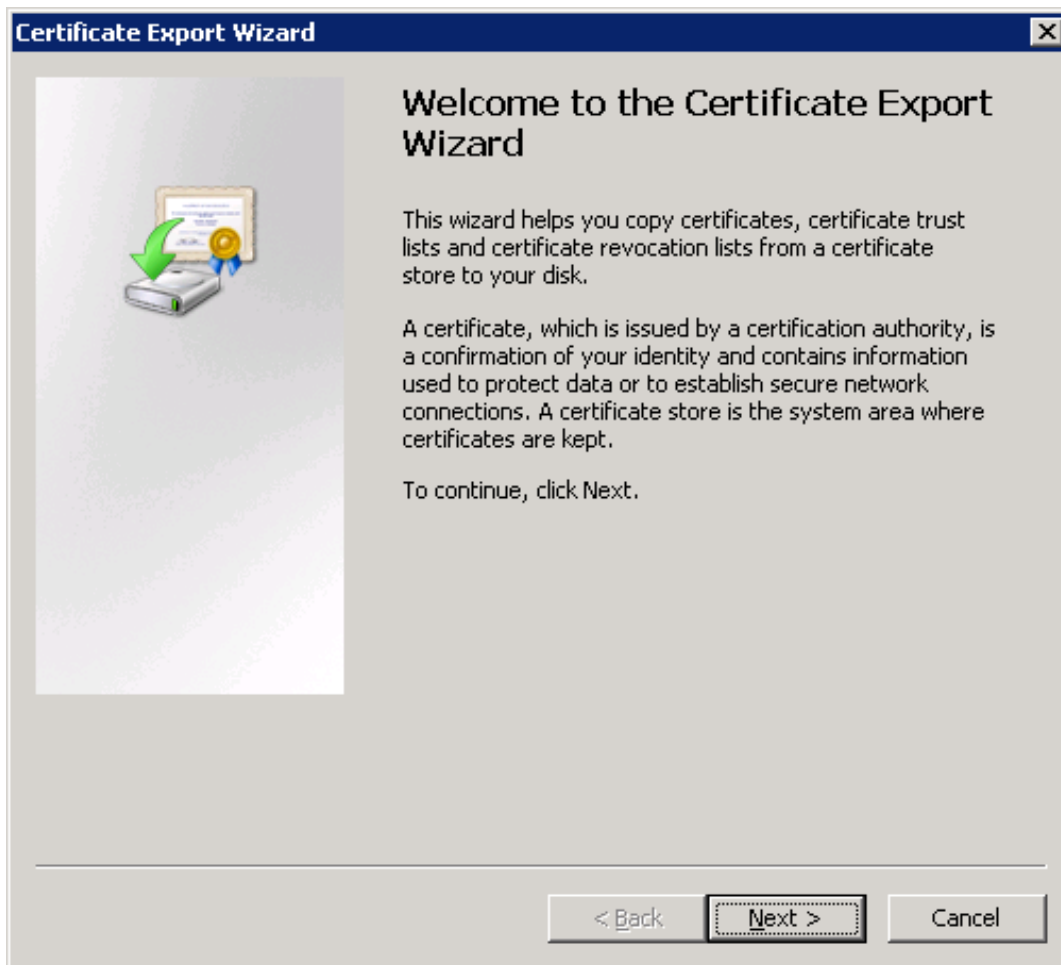 Certificate Export Wizard
Welcome to the Certificate Export
Wizard
This wizard helps you copy certificates, certificate trust
lists and certificate revocation lists from a certificate
store to your disk.
A certificate, which is issued by a certification authority, is
a confirmation of your identity and contains information
used to protect data or to establish secure network
connections. A certificate store is the system area where
certificates are kept.
To continue, click Next.
< Back
Next >
Cancel